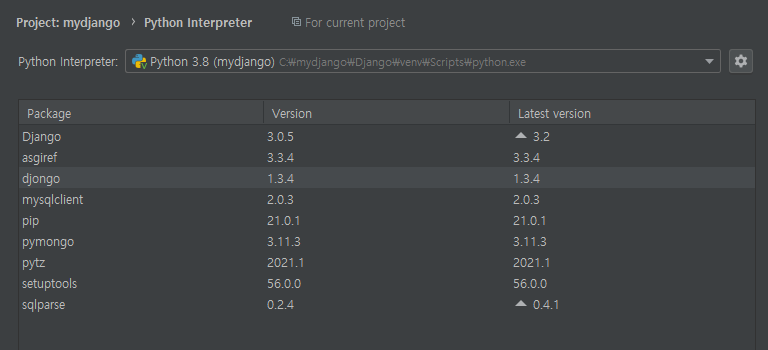 Project: mydjango › Python Interpreter For current project
Python Interpreter: Python 3.8 (mydjango) C:₩mydjango₩Django₩venv₩Scripts₩python.exe
Package Version Latest version
Django 3.0.5 3.2
asgiref 3.3.4 3.3.4
djongo 1.3.4 1.3.4
mysqlclient 2.0.3 2.0.3
pip 21.0.1 21.0.1
pymongo 3.11.3 3.11.3
pytz 2021.1 2021.1
setuptools 56.0.0 56.0.0
sqlparse 0.2.4 0.4.1